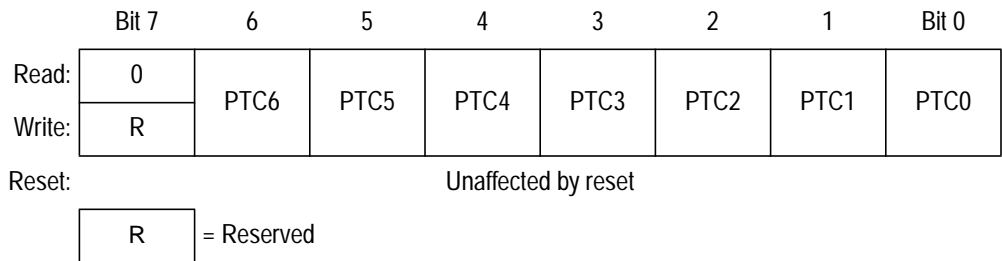 Bit 7 6 5 4 3 2 1 Bit 0
Read: 0 PTC6 PTC5 PTC4 PTC3 PTC2 PTC1 PTC0
Write: R
Reset: Unaffected by reset
R = Reserved